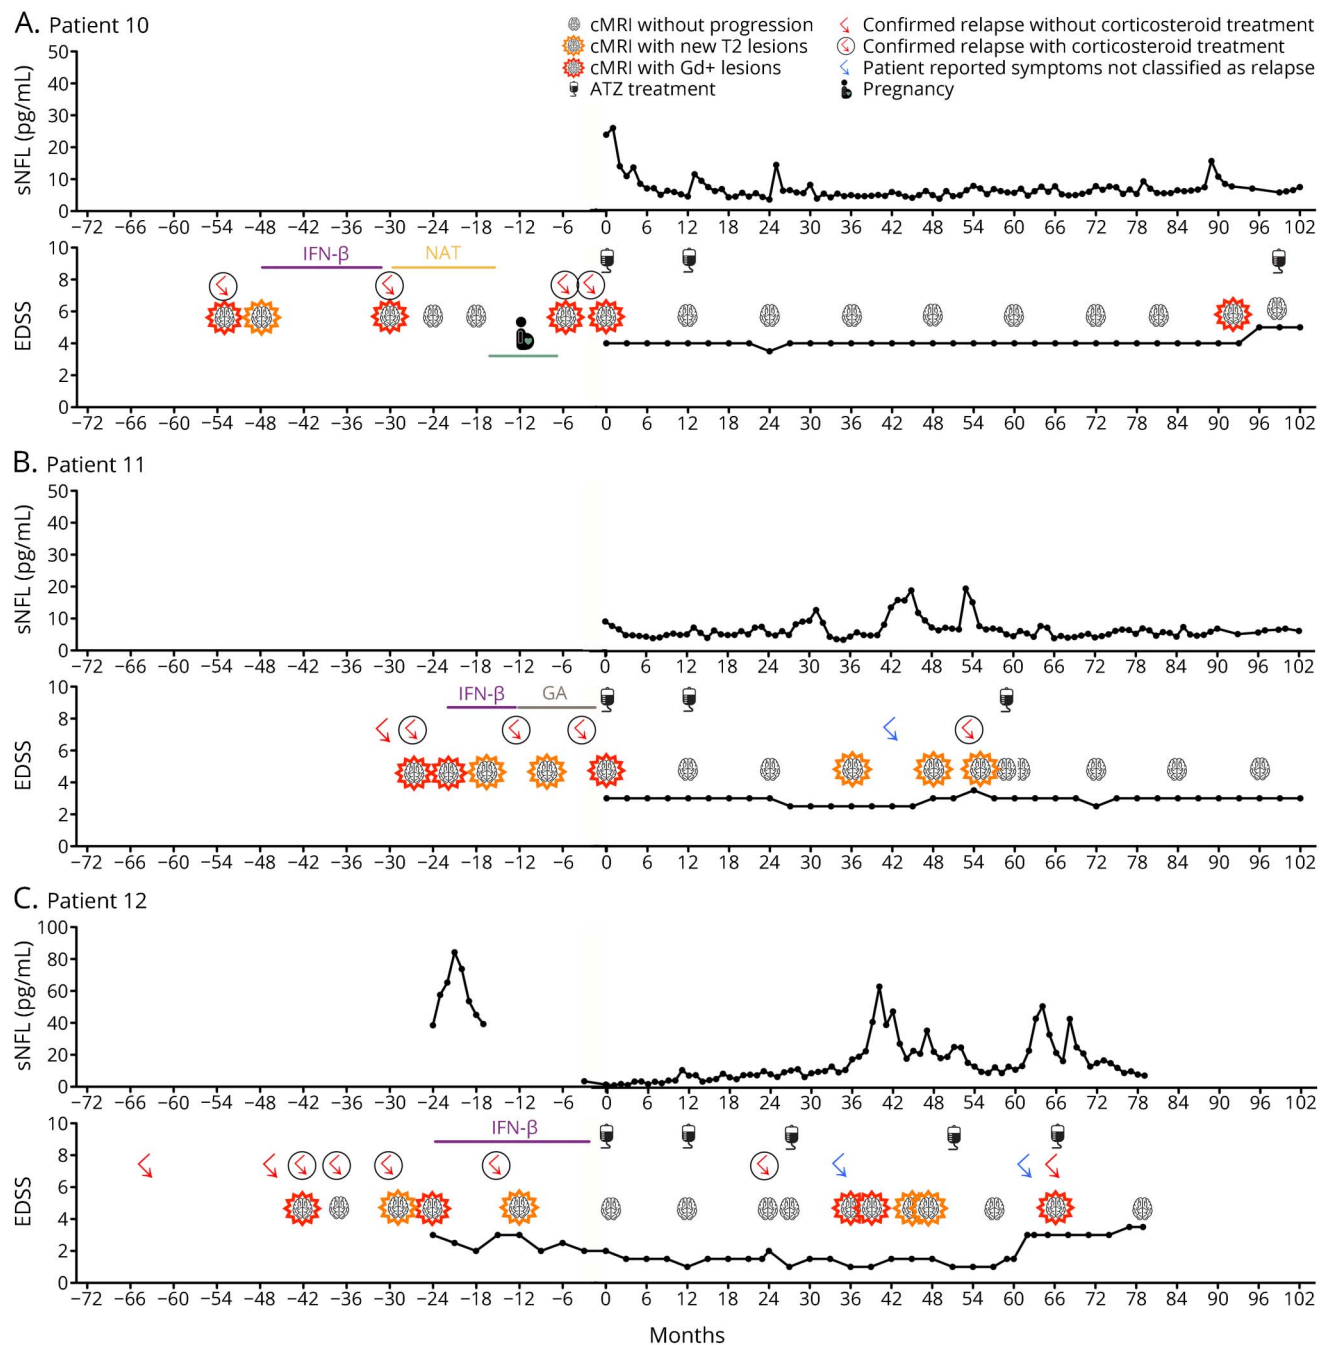 A. Patient 10
cMRI without progression
cMRI with new T2 lesions
cMRI with Gd+ lesions
ATZ treatment
Confirmed relapse without corticosteroid treatment
Confirmed relapse with corticosteroid treatment
Patient reported symptoms not classified as relapse
Pregnancy
sNFL (pg/mL)
50
40
30
20
10
0
−72 −66 −60 −54 −48 −42 −36 −30 −24 −18 −12 −6 0 6 12 18 24 30 36 42 48 54 60 66 72 78 84 90 96 102
EDSS
10
8
6
4
2
0
IFN-β NAT
−72 −66 −60 −54 −48 −42 −36 −30 −24 −18 −12 −6 0 6 12 18 24 30 36 42 48 54 60 66 72 78 84 90 96 102
B. Patient 11
sNFL (pg/mL)
50
40
30
20
10
0
−72 −66 −60 −54 −48 −42 −36 −30 −24 −18 −12 −6 0 6 12 18 24 30 36 42 48 54 60 66 72 78 84 90 96 102
EDSS
10
8
6
4
2
0
IFN-β GA
−72 −66 −60 −54 −48 −42 −36 −30 −24 −18 −12 −6 0 6 12 18 24 30 36 42 48 54 60 66 72 78 84 90 96 102
C. Patient 12
sNFL (pg/mL)
100
80
60
40
20
0
−72 −66 −60 −54 −48 −42 −36 −30 −24 −18 −12 −6 0 6 12 18 24 30 36 42 48 54 60 66 72 78 84 90 96 102
EDSS
10
8
6
4
2
0
IFN-β
−72 −66 −60 −54 −48 −42 −36 −30 −24 −18 −12 −6 0 6 12 18 24 30 36 42 48 54 60 66 72 78 84 90 96 102
Months